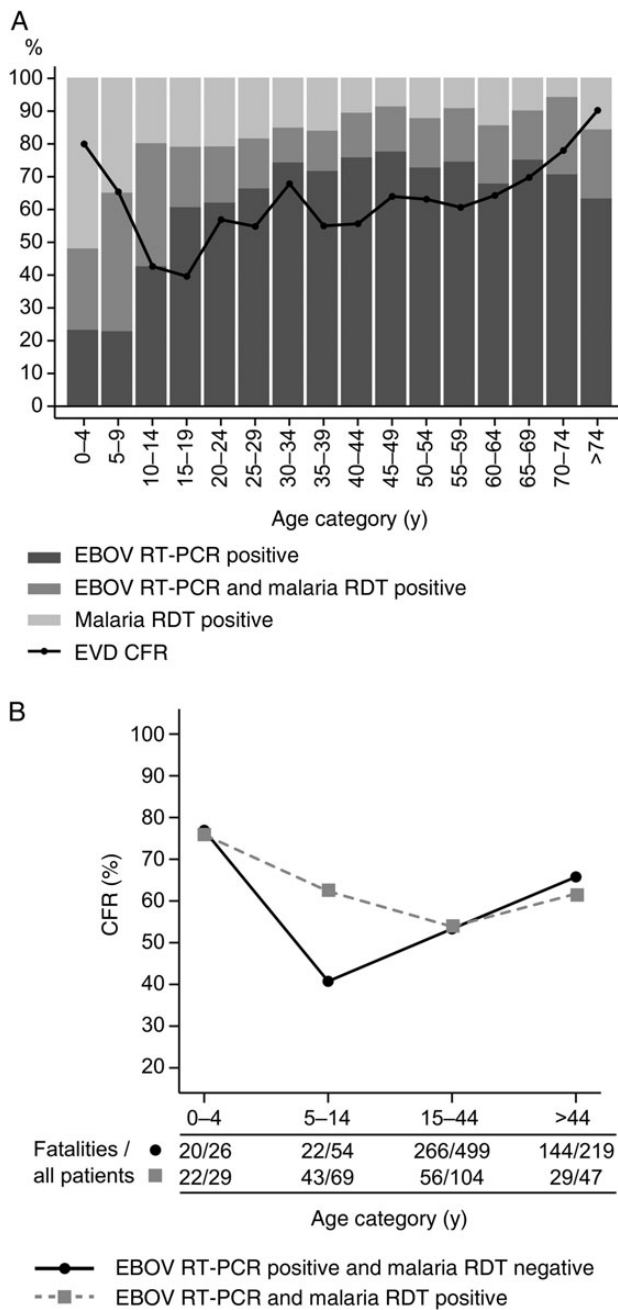 A
%
100
90
80
70
60
50
40
30
20
10
0
0–4
5–9
10–14
15–19
20–24
25–29
30–34
35–39
40–44
45–49
50–54
55–59
60–64
65–69
70–74
>74
Age category (y)
EBOV RT-PCR positive
EBOV RT-PCR and malaria RDT positive
Malaria RDT positive
EVD CFR
B
CFR (%)
100
90
80
70
60
50
40
30
20
0–4 5–14 15–44 >44
Fatalities / 20/26 22/54 266/499 144/219
all patients 22/29 43/69 56/104 29/47
Age category (y)
EBOV RT-PCR positive and malaria RDT negative
EBOV RT-PCR and malaria RDT positive